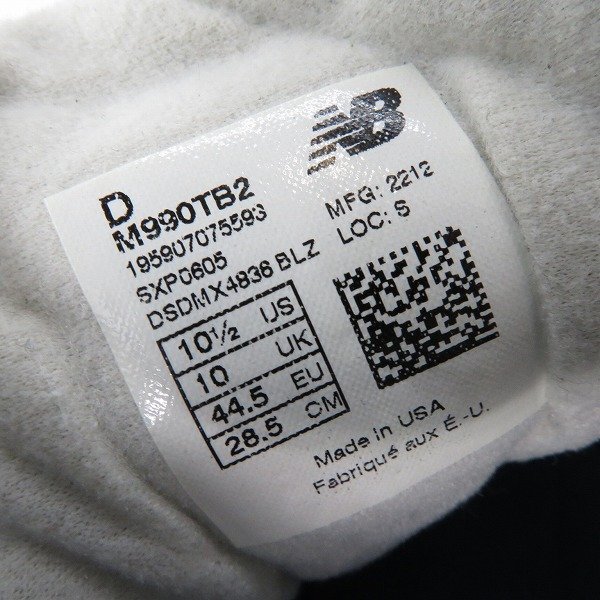 NB
D
M990TB2
195907075593
SXP0605
DSDMX4836 BLZ
MFG: 2212
LOC: S
10½ US
10 UK
44.5 EU
28.5 CM
Made in USA
Fabriqué aux É.-U.